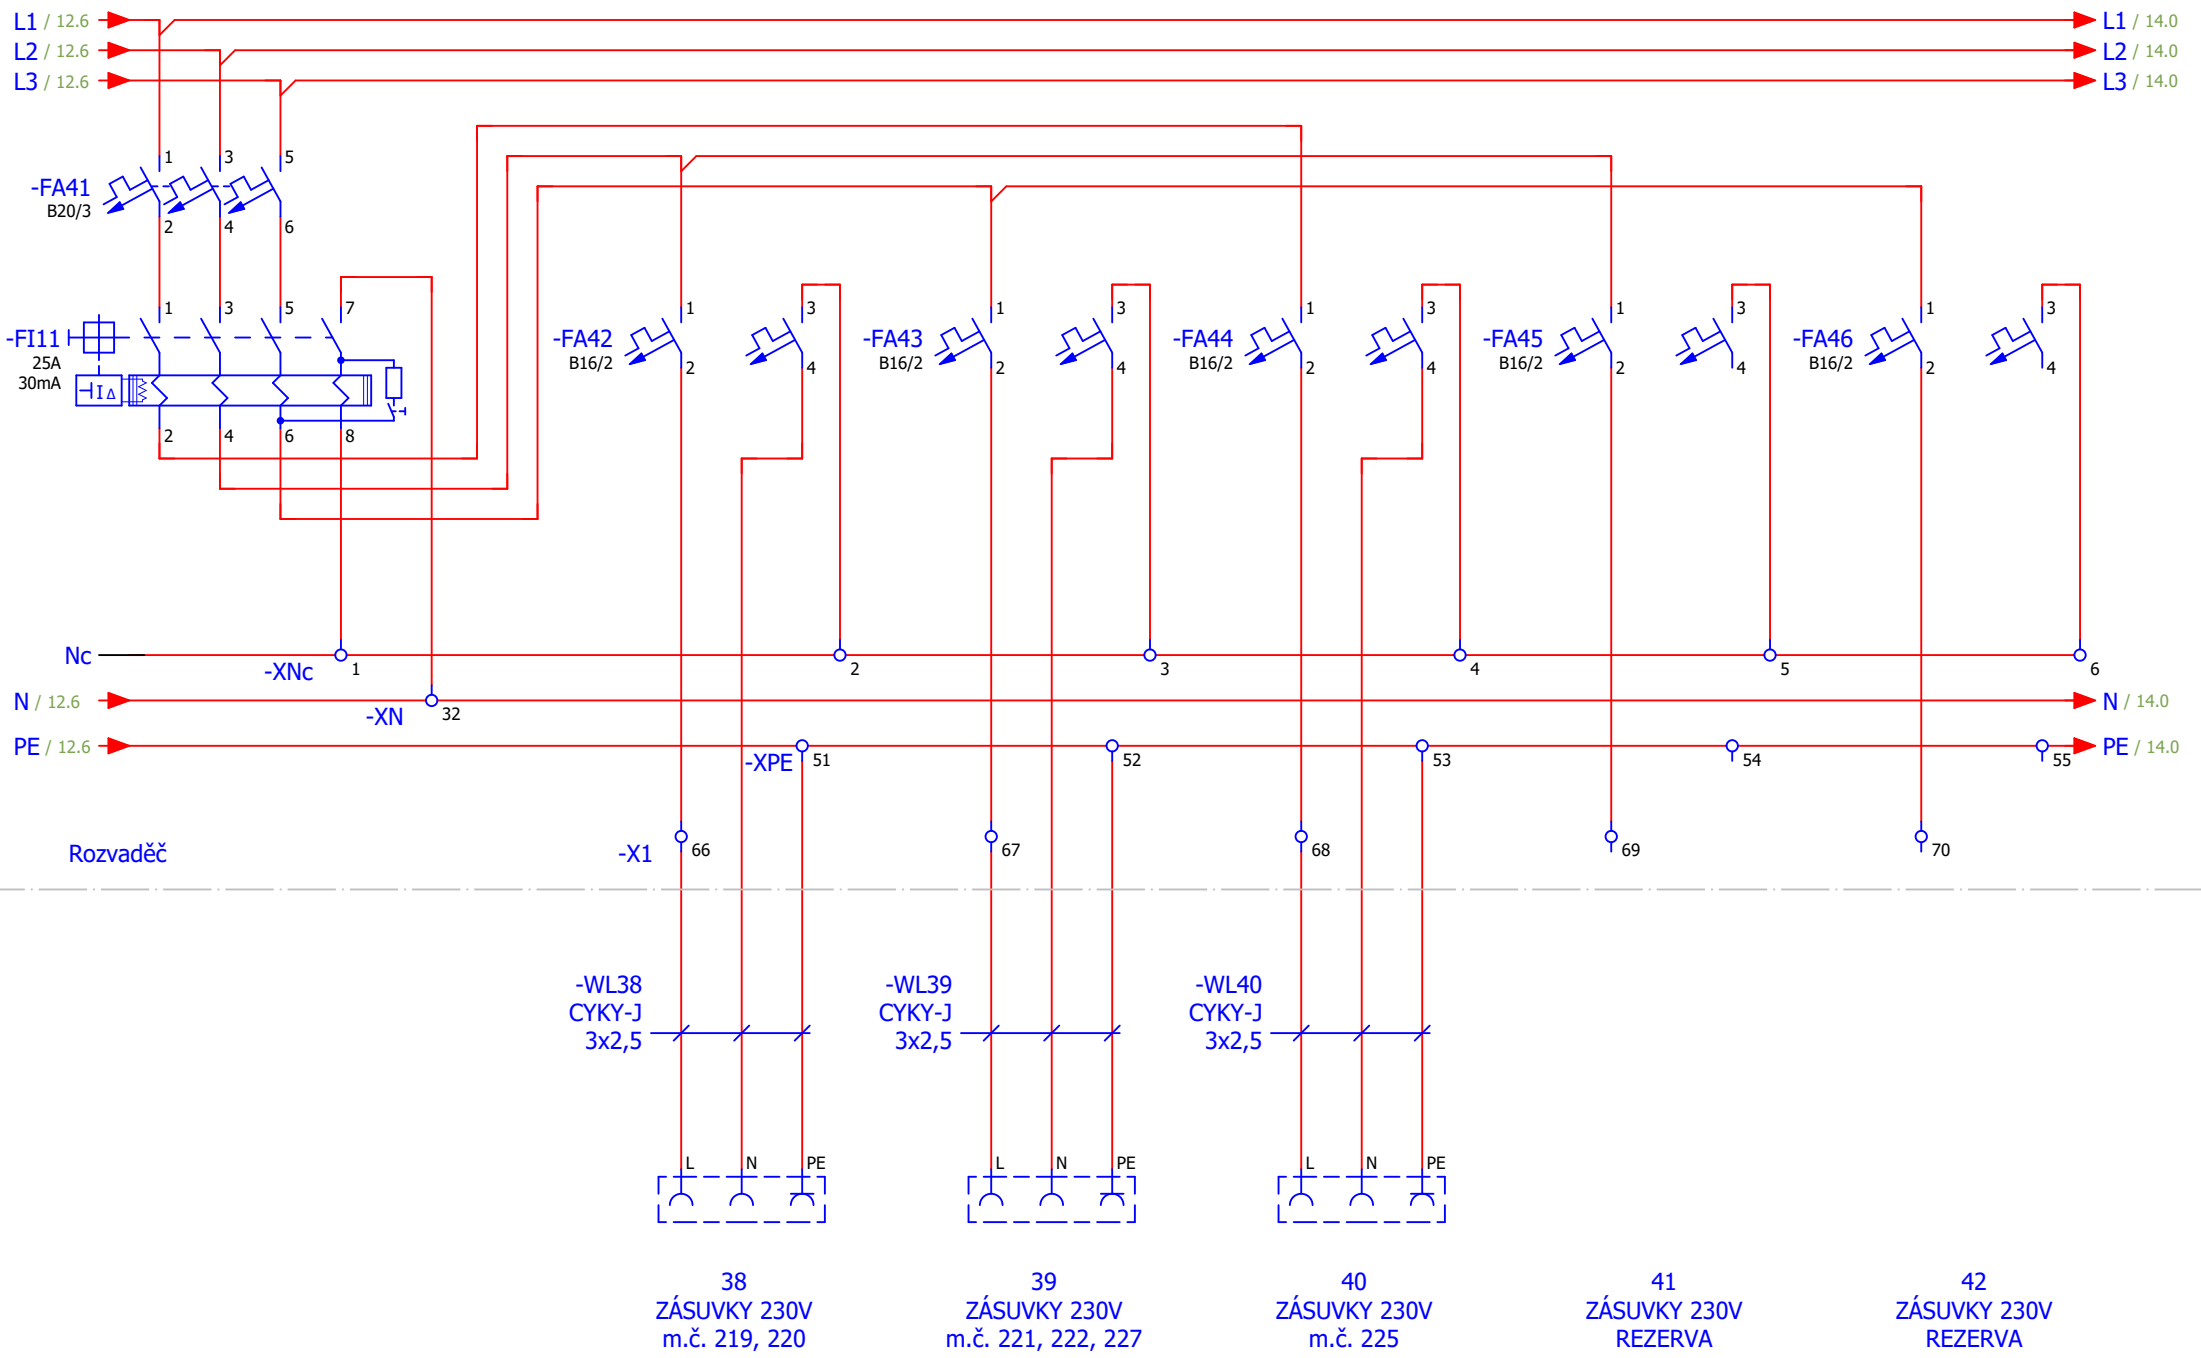 L1 / 12.6
L1 / 14.0
L2 / 12.6
L2 / 14.0
L3 / 12.6
L3 / 14.0
1 3 5
-FA41
B20/3
2 4 6
1 3 5 7
-FI11
25A
30mA
I Δ
2 4 6 8
1 3
-FA42
B16/2
2 4
1 3
-FA43
B16/2
2 4
1 3
-FA44
B16/2
2 4
1 3
-FA45
B16/2
2 4
1 3
-FA46
B16/2
2 4
Nc
-XNc 1 2 3 4 5 6
N / 12.6
N / 14.0
-XN 32
PE / 12.6
PE / 14.0
-XPE 51 52 53 54 55
Rozvaděč
-X1 66 67 68 69 70
-WL38
CYKY-J
3x2,5
-WL39
CYKY-J
3x2,5
-WL40
CYKY-J
3x2,5
L N PE
L N PE
L N PE
38
ZÁSUVKY 230V
m.č. 219, 220
39
ZÁSUVKY 230V
m.č. 221, 222, 227
40
ZÁSUVKY 230V
m.č. 225
41
ZÁSUVKY 230V
REZERVA
42
ZÁSUVKY 230V
REZERVA